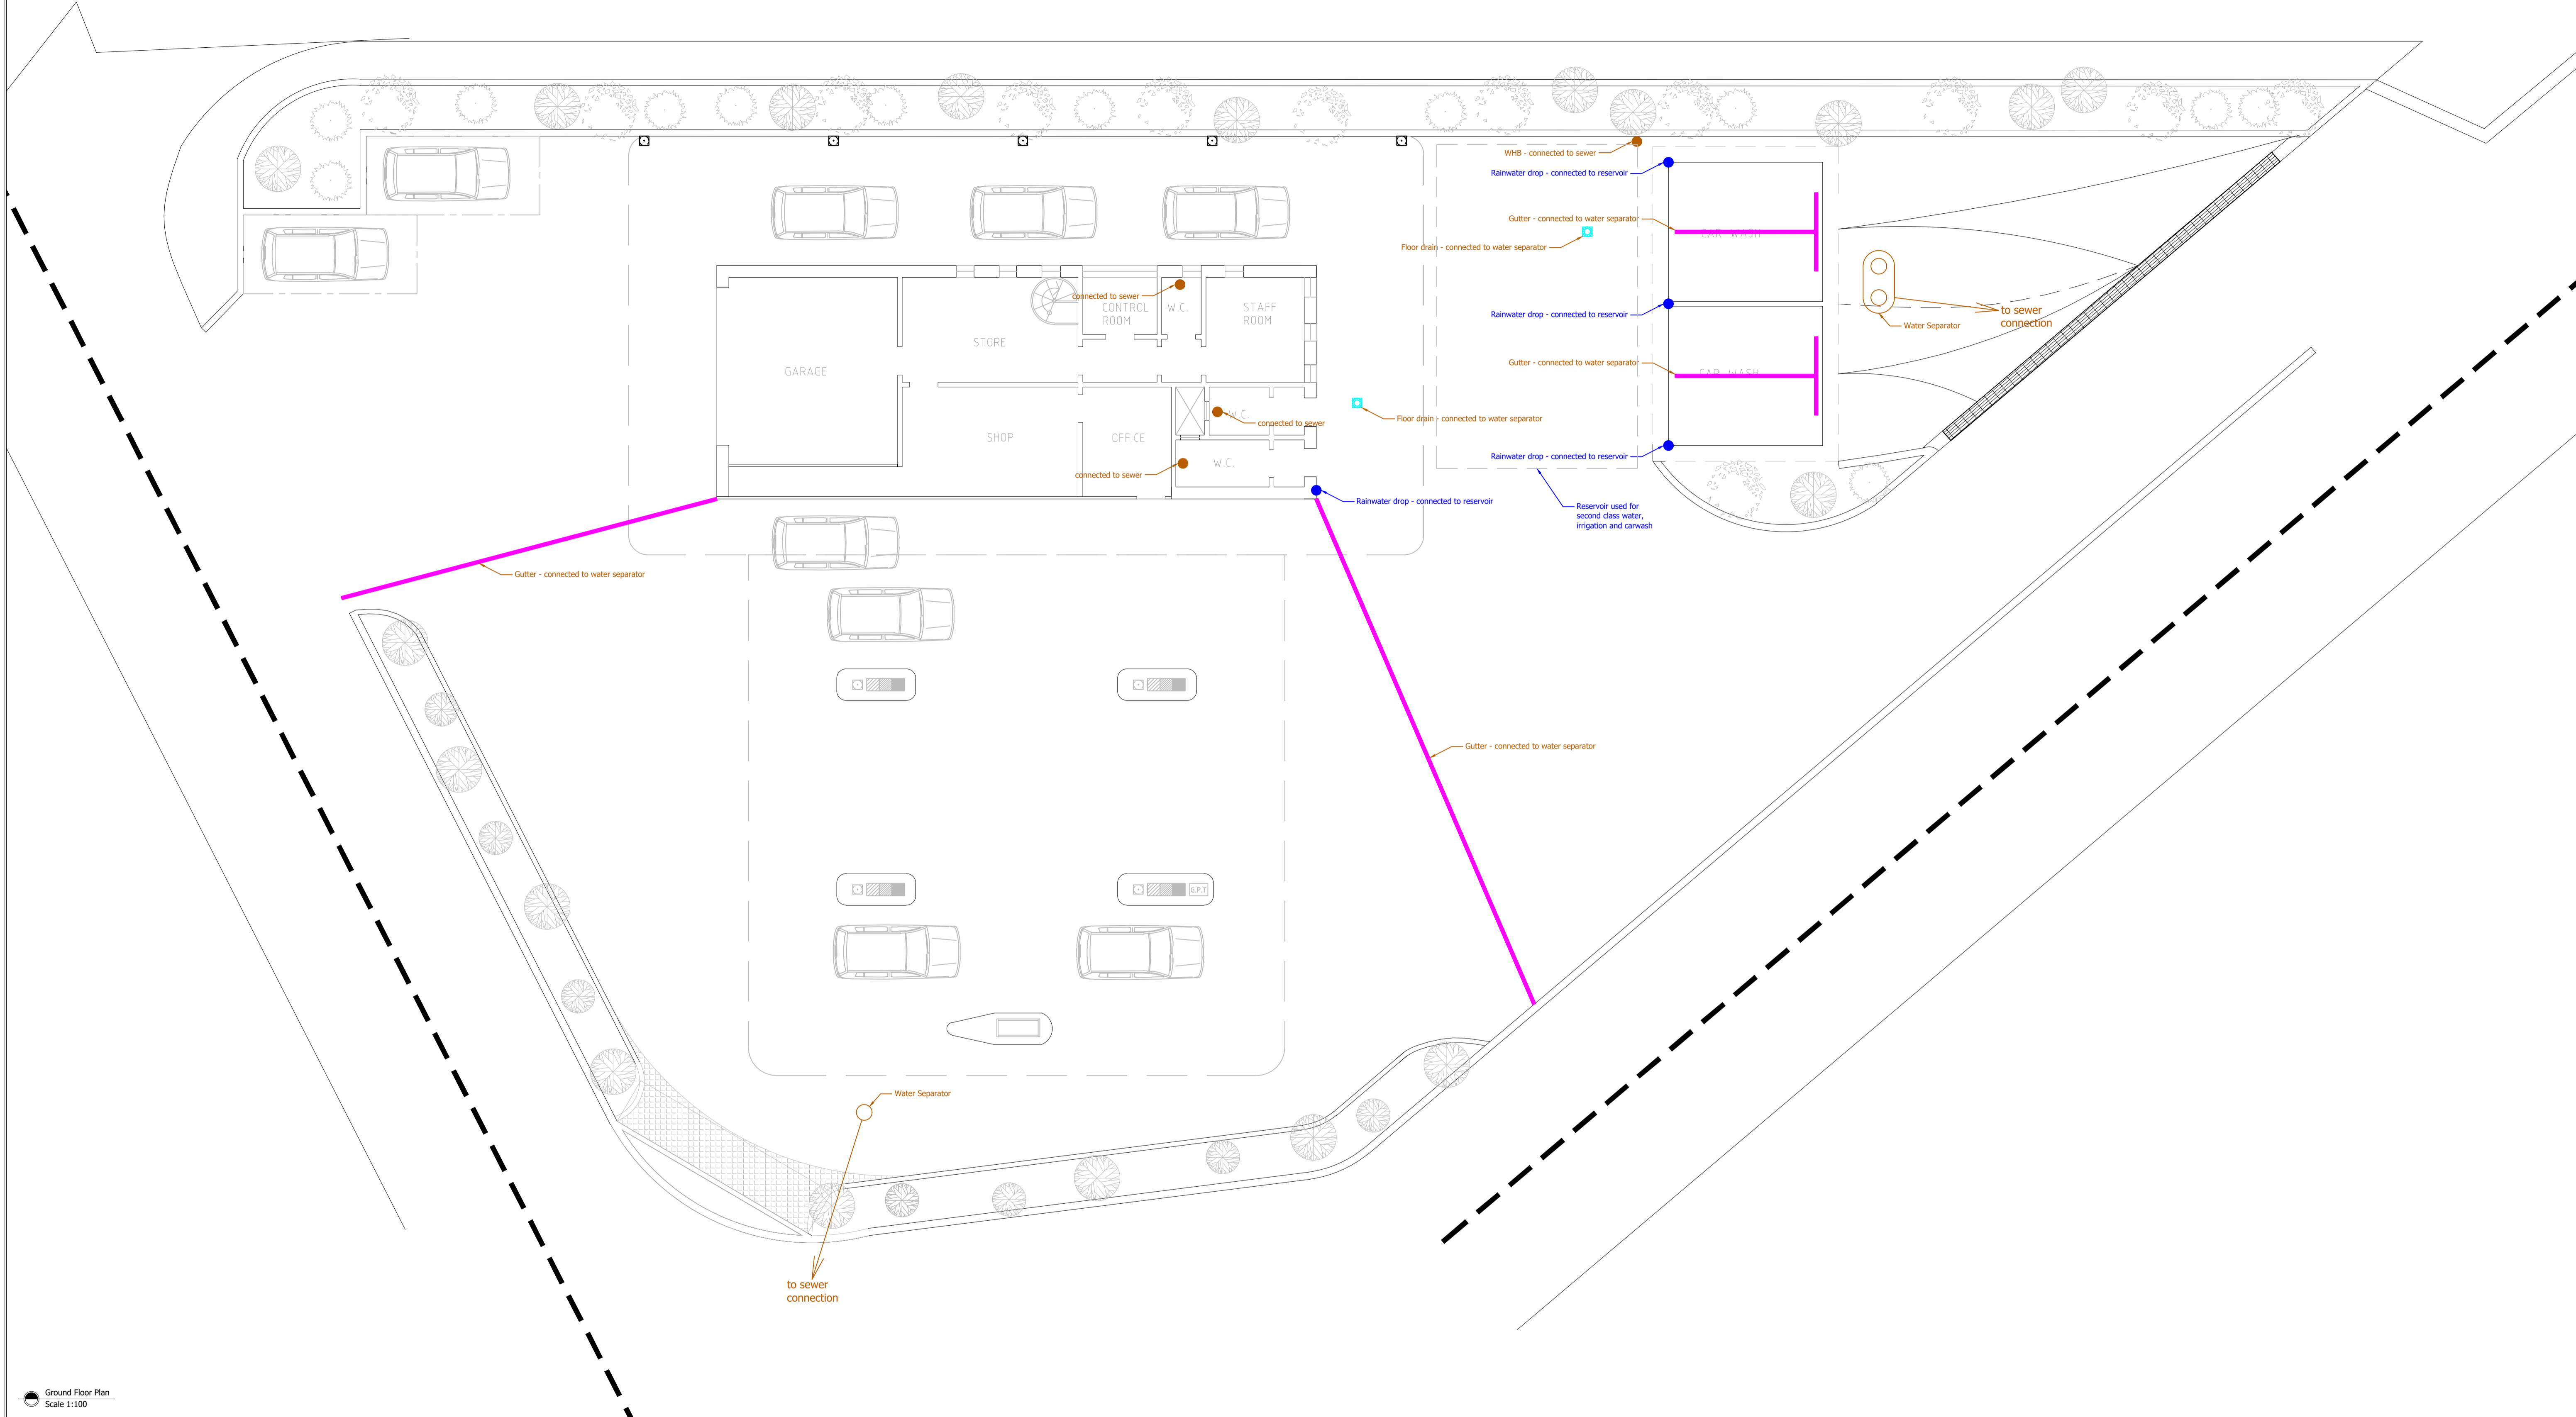 WHB - connected to sewer
Rainwater drop - connected to reservoir
Gutter - connected to water separator
CAR WASH
Floor drain - connected to water separator
connected to sewer
CONTROL
ROOM
W.C.
STAFF
ROOM
Rainwater drop - connected to reservoir
to sewer
connection
Water Separator
STORE
GARAGE
Gutter - connected to water separator
CAR WASH
W.C.
connected to sewer
Floor drain - connected to water separator
SHOP
OFFICE
Rainwater drop - connected to reservoir
W.C.
connected to sewer
Rainwater drop - connected to reservoir
Reservoir used for
second class water,
irrigation and carwash
Gutter - connected to water separator
Gutter - connected to water separator
G.P.T
Water Separator
to sewer
connection
Ground Floor Plan
Scale 1:100